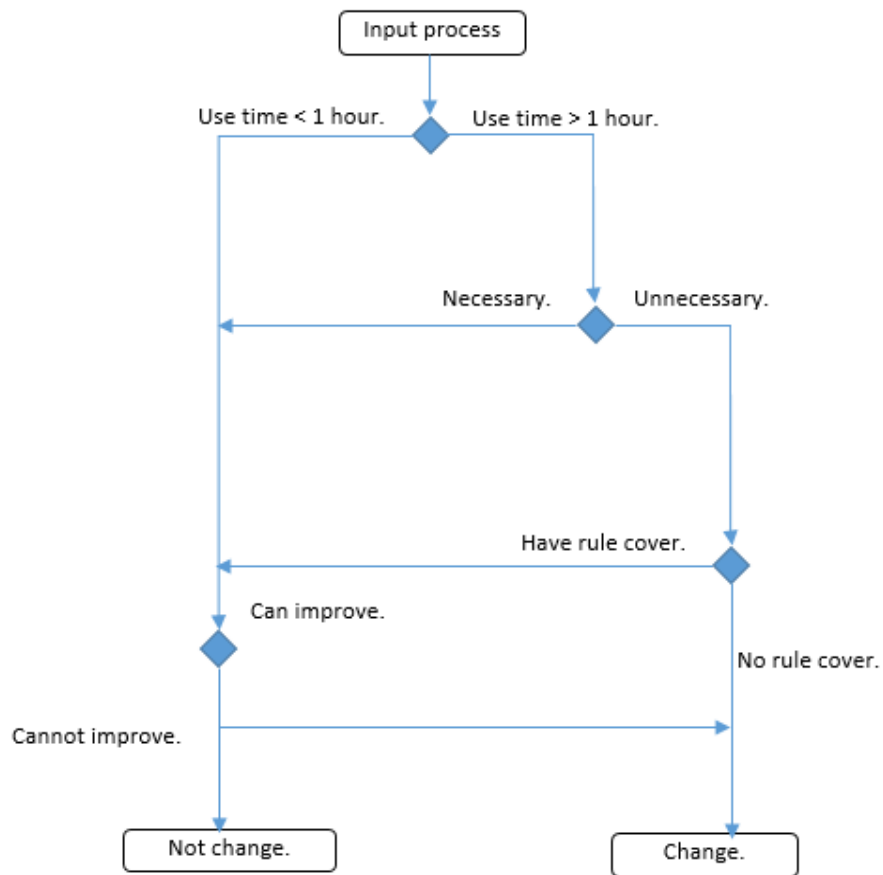 Input process
Use time < 1 hour.
Use time > 1 hour.
Necessary.
Unnecessary.
Have rule cover.
Can improve.
No rule cover.
Cannot improve.
Not change.
Change.